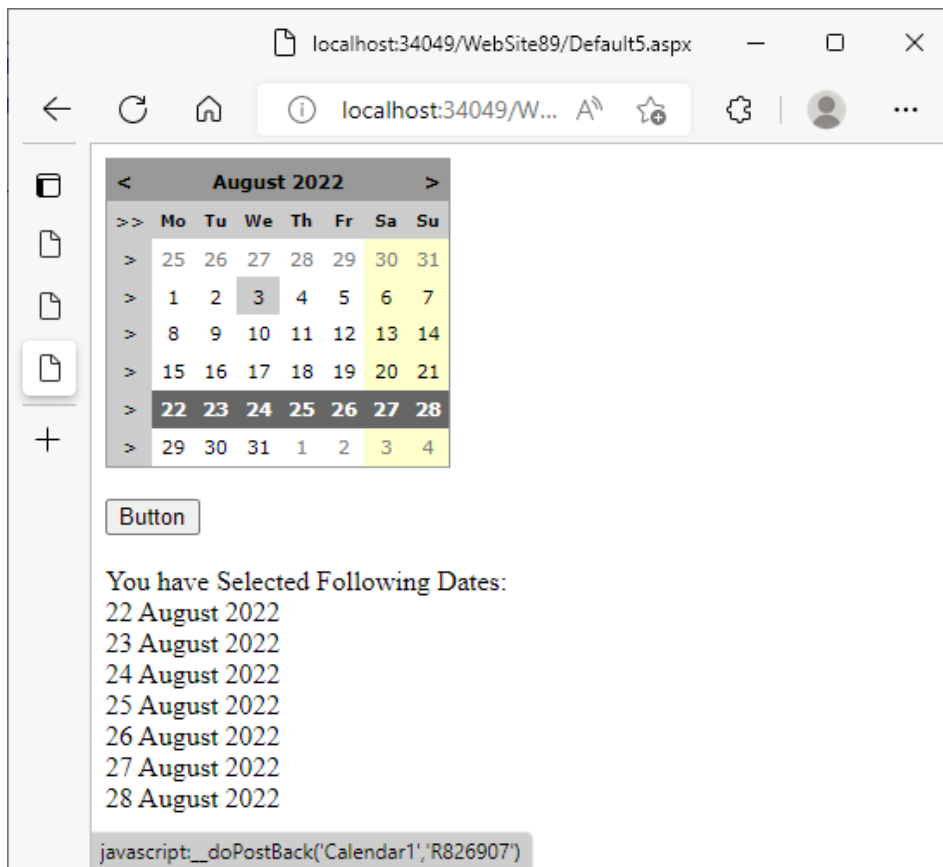 localhost:34049/WebSite89/Default5.aspx
localhost:34049/W...
< August 2022 >
>> Mo Tu We Th Fr Sa Su
> 25 26 27 28 29 30 31
> 1 2 3 4 5 6 7
> 8 9 10 11 12 13 14
> 15 16 17 18 19 20 21
> 22 23 24 25 26 27 28
> 29 30 31 1 2 3 4
Button
You have Selected Following Dates:
22 August 2022
23 August 2022
24 August 2022
25 August 2022
26 August 2022
27 August 2022
28 August 2022
javascript:__doPostBack('Calendar1','R826907')